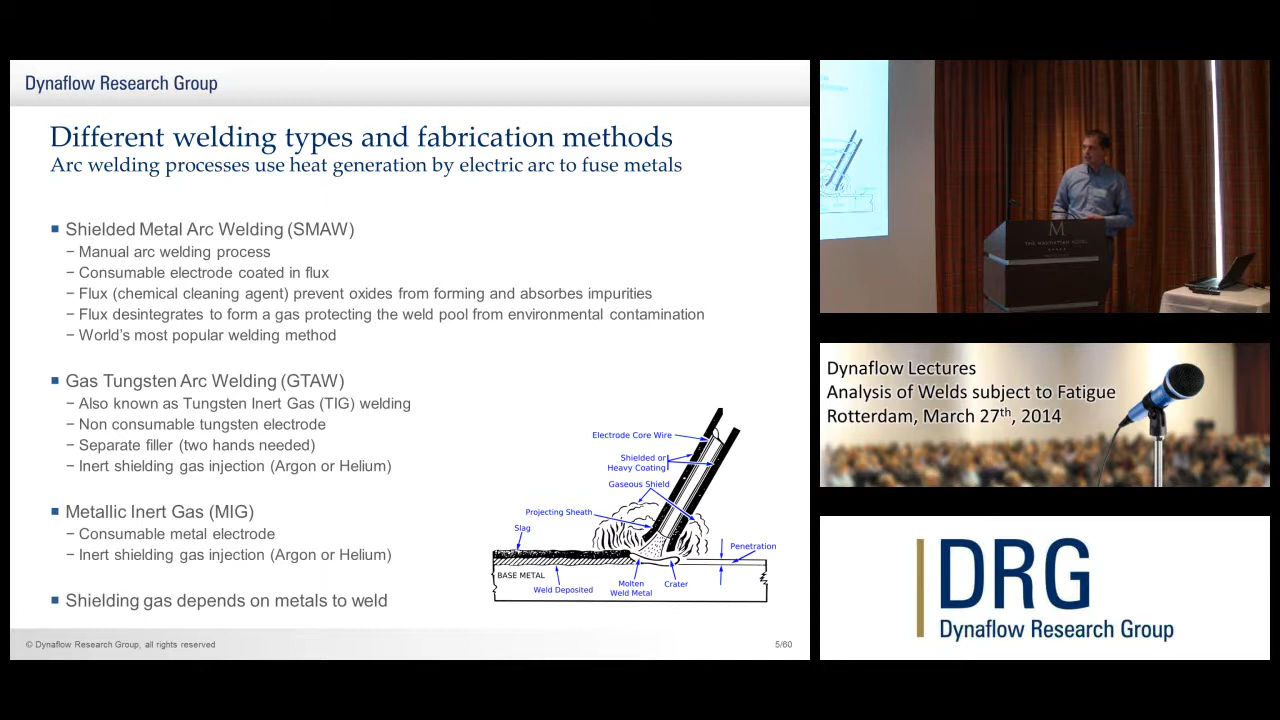 Dynaflow Research Group
Different welding types and fabrication methods
Arc welding processes use heat generation by electric arc to fuse metals
Shielded Metal Arc Welding (SMAW)
− Manual arc welding process
− Consumable electrode coated in flux
− Flux (chemical cleaning agent) prevent oxides from forming and absorbes impurities
− Flux desintegrates to form a gas protecting the weld pool from environmental contamination
− World's most popular welding method
Gas Tungsten Arc Welding (GTAW)
− Also known as Tungsten Inert Gas (TIG) welding
− Non consumable tungsten electrode
− Separate filler (two hands needed)
− Inert shielding gas injection (Argon or Helium)
Metallic Inert Gas (MIG)
− Consumable metal electrode
− Inert shielding gas injection (Argon or Helium)
Shielding gas depends on metals to weld
Electrode Core Wire
Shielded or
Heavy Coating
Gaseous Shield
Projecting Sheath
Slag
Penetration
BASE METAL
Weld Deposited
Molten
Weld Metal
Crater
© Dynaflow Research Group, all rights reserved
5/60
M
THE MANHATTAN HOTEL
Dynaflow Lectures
Analysis of Welds subject to Fatigue
Rotterdam, March 27th, 2014
DRG
Dynaflow Research Group